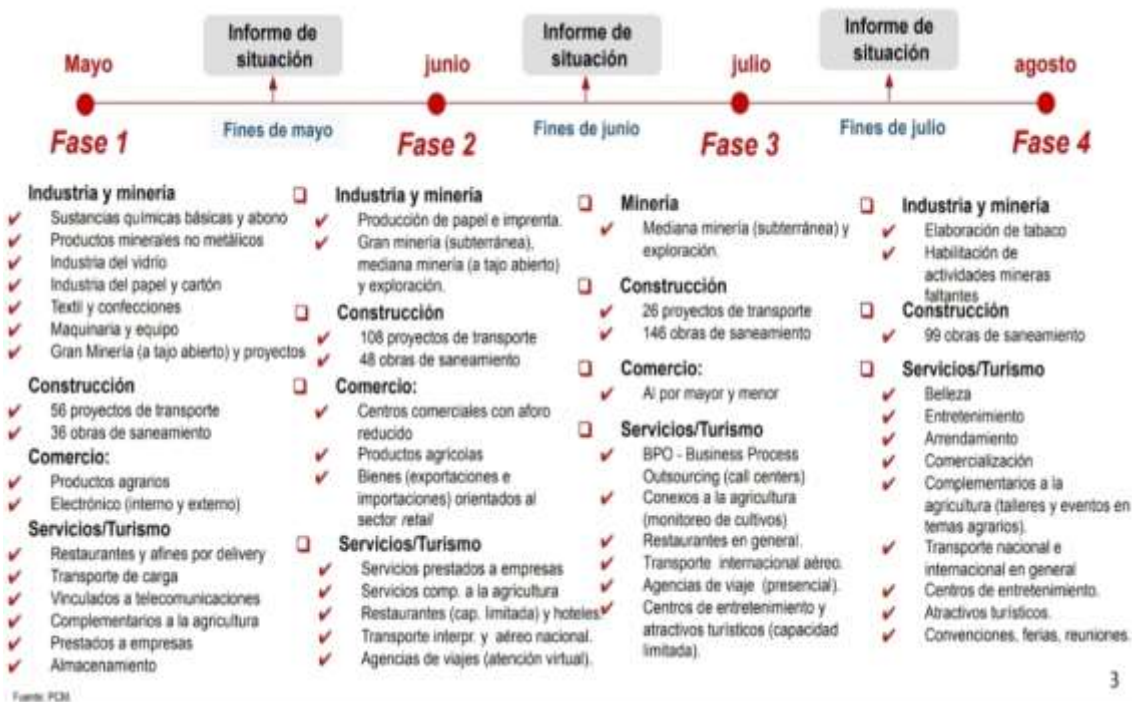 Informe de
situación
Informe de
situación
Informe de
situación
Mayo
junio
julio
agosto
Fines de mayo
Fines de junio
Fines de julio
Fase 1
Fase 2
Fase 3
Fase 4
Industria y minería
Sustancias químicas básicas y abono
Productos minerales no metálicos
Industria del vidrio
Industria del papel y cartón
Textil y confecciones
Maquinaria y equipo
Gran Minería (a tajo abierto) y proyectos
Construcción
56 proyectos de transporte
36 obras de saneamiento
Comercio:
Productos agrarios
Electrónico (interno y externo)
Servicios/Turismo
Restaurantes y afines por delivery
Transporte de carga
Vinculados a telecomunicaciones
Complementarios a la agricultura
Prestados a empresas
Almacenamiento
Industria y minería
Producción de papel e imprenta.
Gran minería (subterránea),
mediana minería (a tajo abierto)
y exploración.
Construcción
108 proyectos de transporte
48 obras de saneamiento
Comercio:
Centros comerciales con aforo
reducido
Productos agrícolas
Bienes (exportaciones e
importaciones) orientados al
sector retail
Servicios/Turismo
Servicios prestados a empresas
Servicios comp. a la agricultura
Restaurantes (cap. limitada) y hoteles.
Transporte interpr. y aéreo nacional.
Agencias de viajes (atención virtual).
Minería
Mediana minería (subterránea) y
exploración.
Construcción
26 proyectos de transporte
146 obras de saneamiento
Comercio:
Al por mayor y menor
Servicios/Turismo
BPO - Business Process
Outsourcing (call centers)
Conexos a la agricultura
(monitoreo de cultivos)
Restaurantes en general.
Transporte internacional aéreo.
Agencias de viaje (presencial).
Centros de entretenimiento y
atractivos turísticos (capacidad
limitada).
Industria y minería
Elaboración de tabaco
Habilitación de
actividades mineras
faltantes
Construcción
99 obras de saneamiento
Servicios/Turismo
Belleza
Entretenimiento
Arrendamiento
Comercialización
Complementarios a la
agricultura (talleres y eventos en
temas agrarios).
Transporte nacional e
internacional en general
Centros de entretenimiento.
Atractivos turísticos.
Convenciones, ferias, reuniones.
3
Fuente: PCM